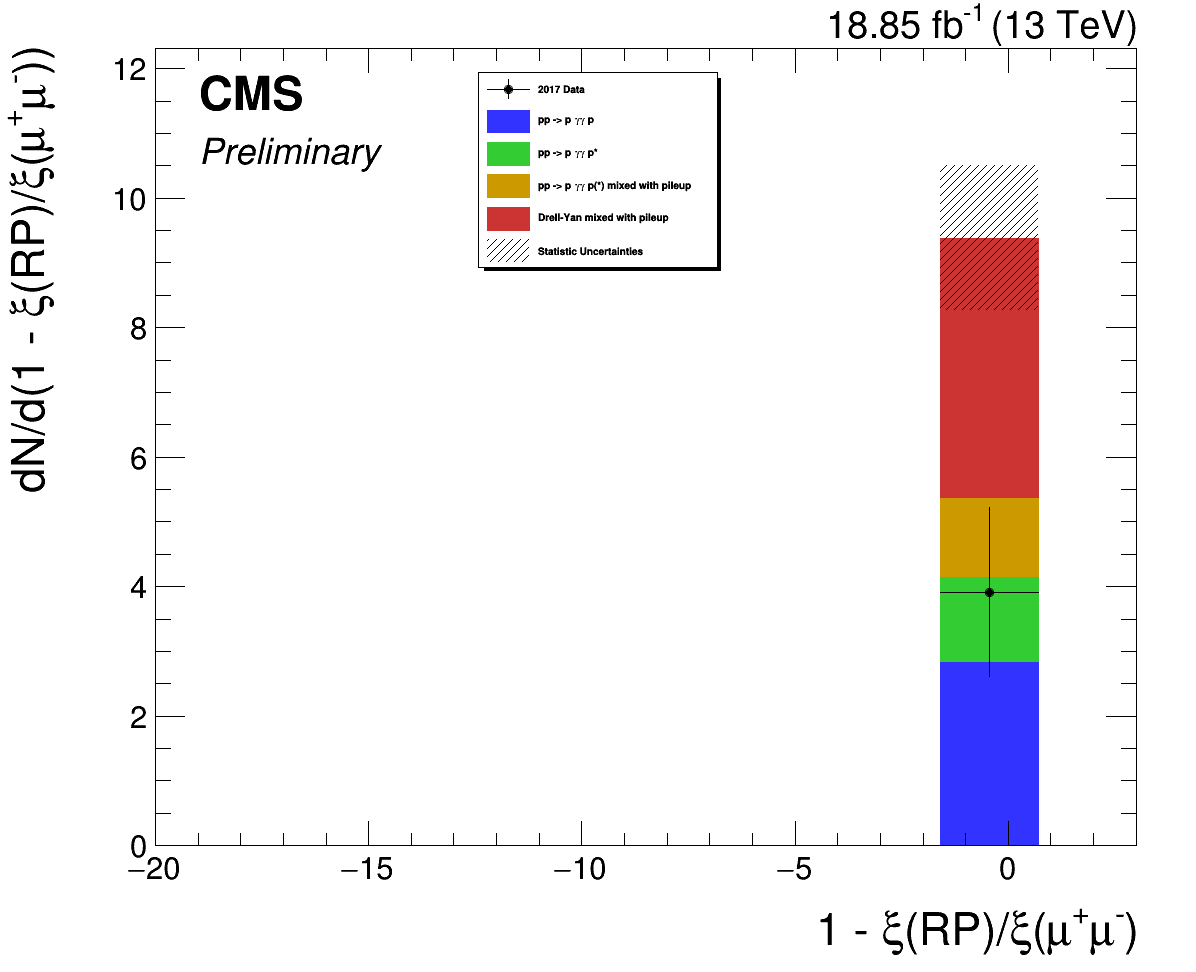 18.85 fb⁻¹ (13 TeV)
dN/d(1 - ξ(RP)/ξ(μ⁺μ⁻))
CMS
Preliminary
2017 Data
pp -> p γγ p
pp -> p γγ p*
pp -> p γγ p(*) mixed with pileup
Drell-Yan mixed with pileup
Statistic Uncertainties
12
10
8
6
4
2
0
−20 −15 −10 −5 0
1 - ξ(RP)/ξ(μ⁺μ⁻)